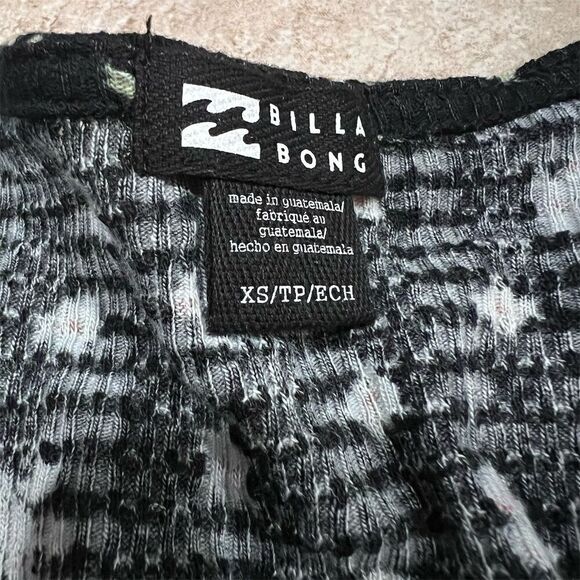 BILLA
BONG
made in guatemala/
fabriqué au
guatemala/
hecho en guatemala
XS/TP/ECH